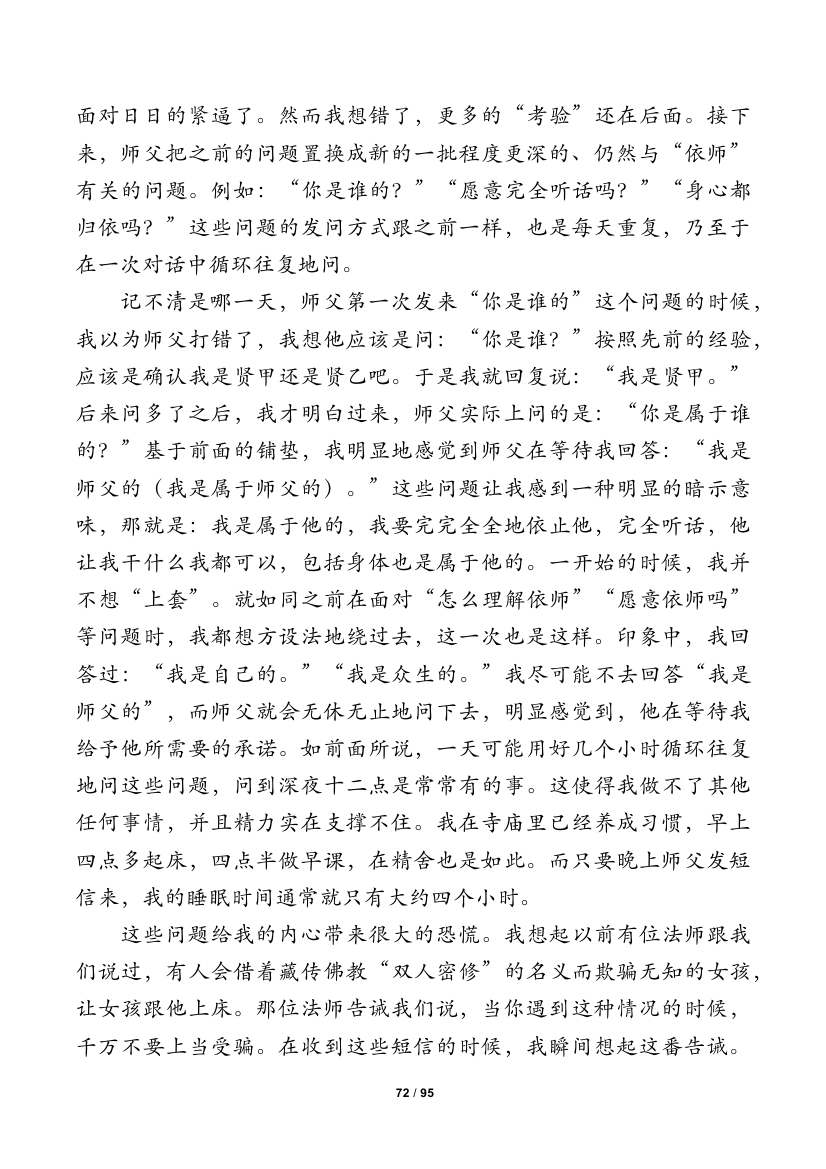 面对日日的紧逼了。然而我想错了，更多的“考验”还在后面。接下
来，师父把之前的问题置换成新的一批程度更深的、仍然与“依师”
有关的问题。例如：“你是谁的？”“愿意完全听话吗？”“身心都
归依吗？”这些问题的发问方式跟之前一样，也是每天重复，乃至于
在一次对话中循环往复地问。
记不清是哪一天，师父第一次发来“你是谁的”这个问题的时候，
我以为师父打错了，我想他应该是问：“你是谁？”按照先前的经验，
应该是确认我是贤甲还是贤乙吧。于是我就回复说：“我是贤甲。”
后来问多了之后，我才明白过来，师父实际上问的是：“你是属于谁
的？”基于前面的铺垫，我明显地感觉到师父在等待我回答：“我是
师父的（我是属于师父的）。”这些问题让我感到一种明显的暗示意
味，那就是：我是属于他的，我要完完全全地依止他，完全听话，他
让我干什么我都可以，包括身体也是属于他的。一开始的时候，我并
不想“上套”。就如同之前在面对“怎么理解依师”“愿意依师吗”
等问题时，我都想方设法地绕过去，这一次也是这样。印象中，我回
答过：“我是自己的。”“我是众生的。”我尽可能不去回答“我是
师父的”，而师父就会无休无止地问下去，明显感觉到，他在等待我
给予他所需要的承诺。如前面所说，一天可能用好几个小时循环往复
地问这些问题，问到深夜十二点是常常有的事。这使得我做不了其他
任何事情，并且精力实在支撑不住。我在寺庙里已经养成习惯，早上
四点多起床，四点半做早课，在精舍也是如此。而只要晚上师父发短
信来，我的睡眠时间通常就只有大约四个小时。
这些问题给我的内心带来很大的恐慌。我想起以前有位法师跟我
们说过，有人会借着藏传佛教“双人密修”的名义而欺骗无知的女孩，
让女孩跟他上床。那位法师告诫我们说，当你遇到这种情况的时候，
千万不要上当受骗。在收到这些短信的时候，我瞬间想起这番告诫。
72 / 95